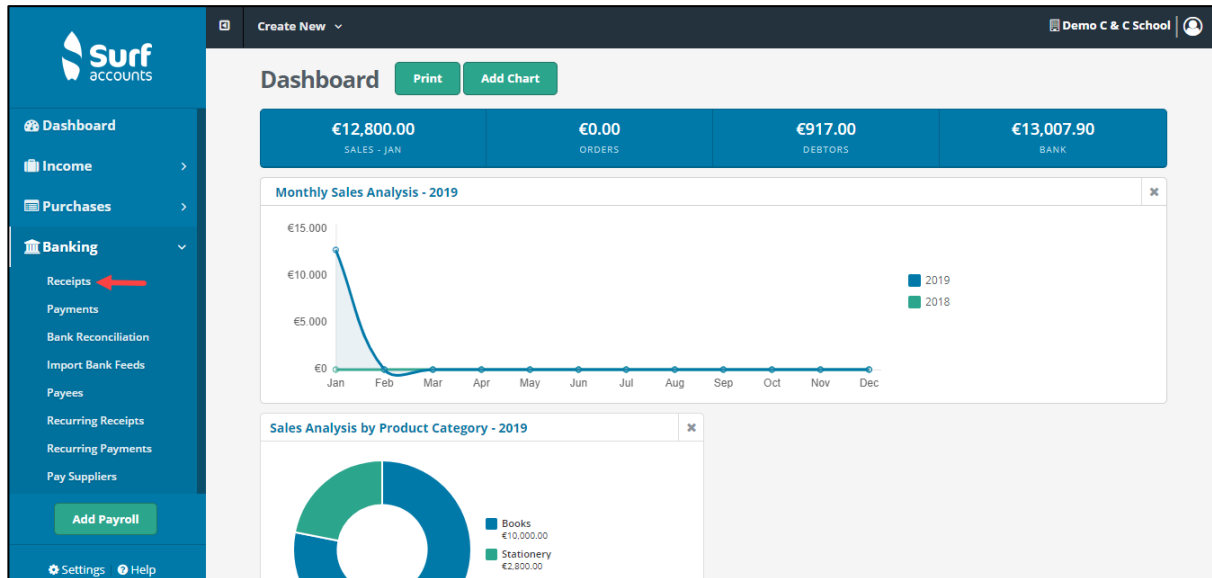 Surf
accounts
Create New
Demo C & C School
Dashboard
Income
Purchases
Banking
Receipts
Payments
Bank Reconciliation
Import Bank Feeds
Payees
Recurring Receipts
Recurring Payments
Pay Suppliers
Add Payroll
Settings Help
Dashboard Print Add Chart
€12,800.00 €0.00 €917.00 €13,007.90
SALES - JAN ORDERS DEBTORS BANK
Monthly Sales Analysis - 2019
€15.000
€10.000
€5.000
€0
Jan Feb Mar Apr May Jun Jul Aug Sep Oct Nov Dec
2019
2018
Sales Analysis by Product Category - 2019
Books
€10,000.00
Stationery
€2,800.00